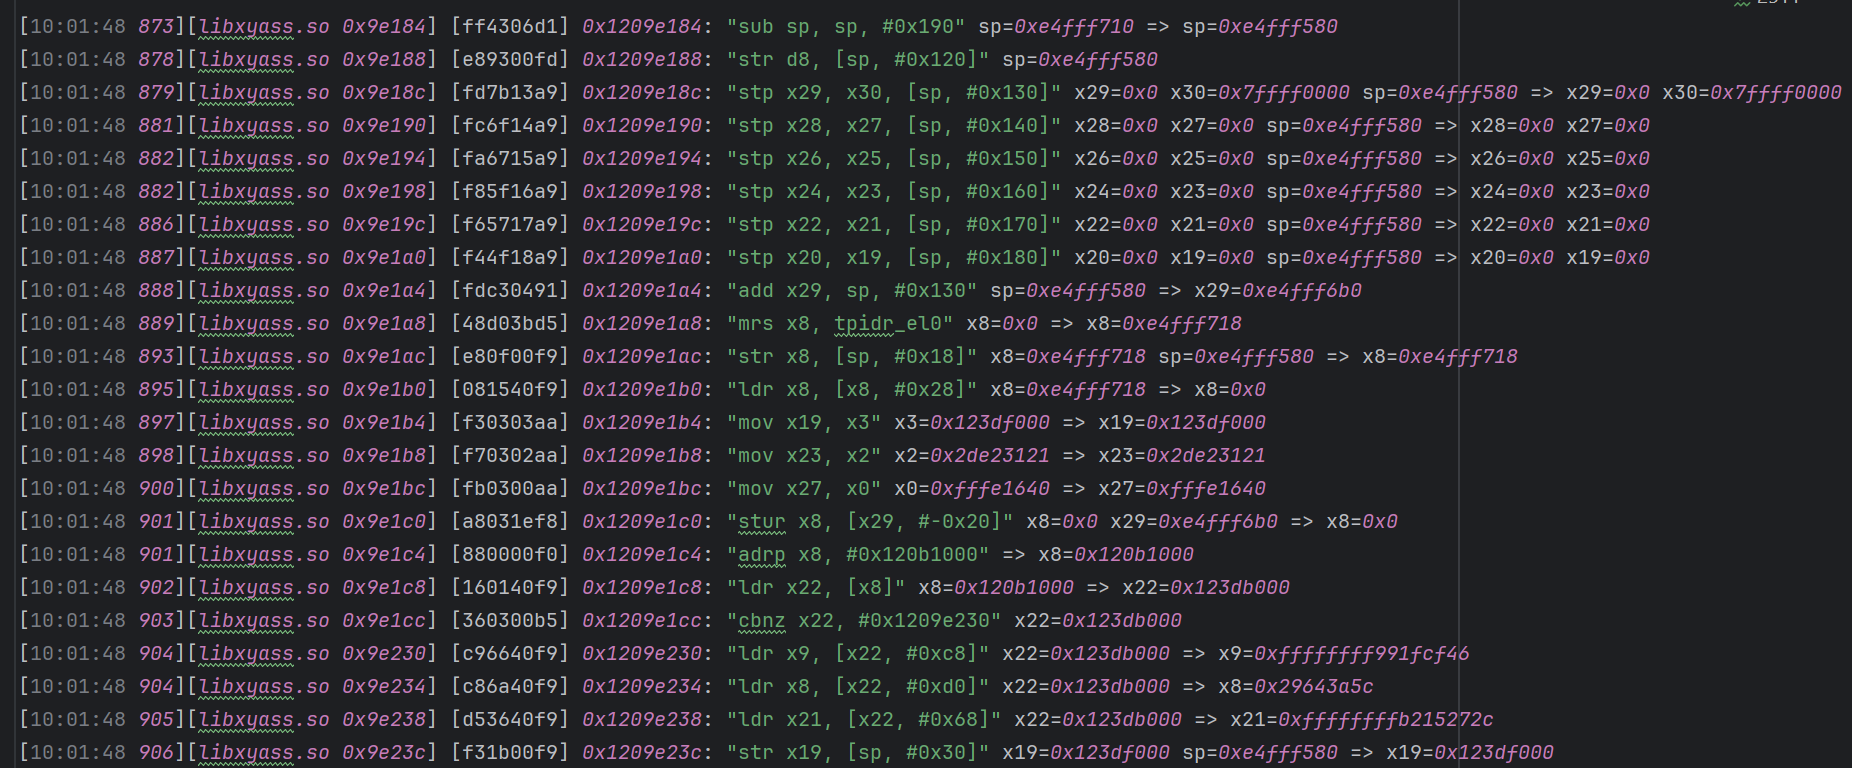 [10:01:48 873][libxyass.so 0x9e184] [ff4306d1] 0x1209e184: "sub sp, sp, #0x190" sp=0xe4fff710 => sp=0xe4fff580
[10:01:48 878][libxyass.so 0x9e188] [e89300fd] 0x1209e188: "str d8, [sp, #0x120]" sp=0xe4fff580
[10:01:48 879][libxyass.so 0x9e18c] [fd7b13a9] 0x1209e18c: "stp x29, x30, [sp, #0x130]" x29=0x0 x30=0x7ffff0000 sp=0xe4fff580 => x29=0x0 x30=0x7ffff0000
[10:01:48 881][libxyass.so 0x9e190] [fc6f14a9] 0x1209e190: "stp x28, x27, [sp, #0x140]" x28=0x0 x27=0x0 sp=0xe4fff580 => x28=0x0 x27=0x0
[10:01:48 882][libxyass.so 0x9e194] [fa6715a9] 0x1209e194: "stp x26, x25, [sp, #0x150]" x26=0x0 x25=0x0 sp=0xe4fff580 => x26=0x0 x25=0x0
[10:01:48 882][libxyass.so 0x9e198] [f85f16a9] 0x1209e198: "stp x24, x23, [sp, #0x160]" x24=0x0 x23=0x0 sp=0xe4fff580 => x24=0x0 x23=0x0
[10:01:48 886][libxyass.so 0x9e19c] [f65717a9] 0x1209e19c: "stp x22, x21, [sp, #0x170]" x22=0x0 x21=0x0 sp=0xe4fff580 => x22=0x0 x21=0x0
[10:01:48 887][libxyass.so 0x9e1a0] [f44f18a9] 0x1209e1a0: "stp x20, x19, [sp, #0x180]" x20=0x0 x19=0x0 sp=0xe4fff580 => x20=0x0 x19=0x0
[10:01:48 888][libxyass.so 0x9e1a4] [fdc30491] 0x1209e1a4: "add x29, sp, #0x130" sp=0xe4fff580 => x29=0xe4fff6b0
[10:01:48 889][libxyass.so 0x9e1a8] [48d03bd5] 0x1209e1a8: "mrs x8, tpidr_el0" x8=0x0 => x8=0xe4fff718
[10:01:48 893][libxyass.so 0x9e1ac] [e80f00f9] 0x1209e1ac: "str x8, [sp, #0x18]" x8=0xe4fff718 sp=0xe4fff580 => x8=0xe4fff718
[10:01:48 895][libxyass.so 0x9e1b0] [081540f9] 0x1209e1b0: "ldr x8, [x8, #0x28]" x8=0xe4fff718 => x8=0x0
[10:01:48 897][libxyass.so 0x9e1b4] [f30303aa] 0x1209e1b4: "mov x19, x3" x3=0x123df000 => x19=0x123df000
[10:01:48 898][libxyass.so 0x9e1b8] [f70302aa] 0x1209e1b8: "mov x23, x2" x2=0x2de23121 => x23=0x2de23121
[10:01:48 900][libxyass.so 0x9e1bc] [fb0300aa] 0x1209e1bc: "mov x27, x0" x0=0xfffe1640 => x27=0xfffe1640
[10:01:48 901][libxyass.so 0x9e1c0] [a8031ef8] 0x1209e1c0: "stur x8, [x29, #-0x20]" x8=0x0 x29=0xe4fff6b0 => x8=0x0
[10:01:48 901][libxyass.so 0x9e1c4] [880000f0] 0x1209e1c4: "adrp x8, #0x120b1000" => x8=0x120b1000
[10:01:48 902][libxyass.so 0x9e1c8] [160140f9] 0x1209e1c8: "ldr x22, [x8]" x8=0x120b1000 => x22=0x123db000
[10:01:48 903][libxyass.so 0x9e1cc] [360300b5] 0x1209e1cc: "cbnz x22, #0x1209e230" x22=0x123db000
[10:01:48 904][libxyass.so 0x9e230] [c96640f9] 0x1209e230: "ldr x9, [x22, #0xc8]" x22=0x123db000 => x9=0xffffffff991fcf46
[10:01:48 904][libxyass.so 0x9e234] [c86a40f9] 0x1209e234: "ldr x8, [x22, #0xd0]" x22=0x123db000 => x8=0x29643a5c
[10:01:48 905][libxyass.so 0x9e238] [d53640f9] 0x1209e238: "ldr x21, [x22, #0x68]" x22=0x123db000 => x21=0xffffffffb215272c
[10:01:48 906][libxyass.so 0x9e23c] [f31b00f9] 0x1209e23c: "str x19, [sp, #0x30]" x19=0x123df000 sp=0xe4fff580 => x19=0x123df000